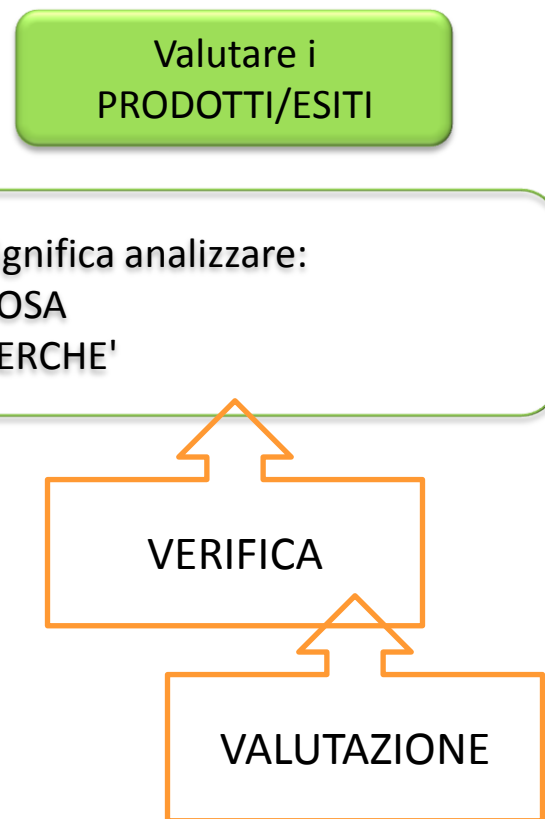 Valutare i
PRODOTTI/ESITI
gnifica analizzare:
OSA
ERCHE'
VERIFICA
VALUTAZIONE